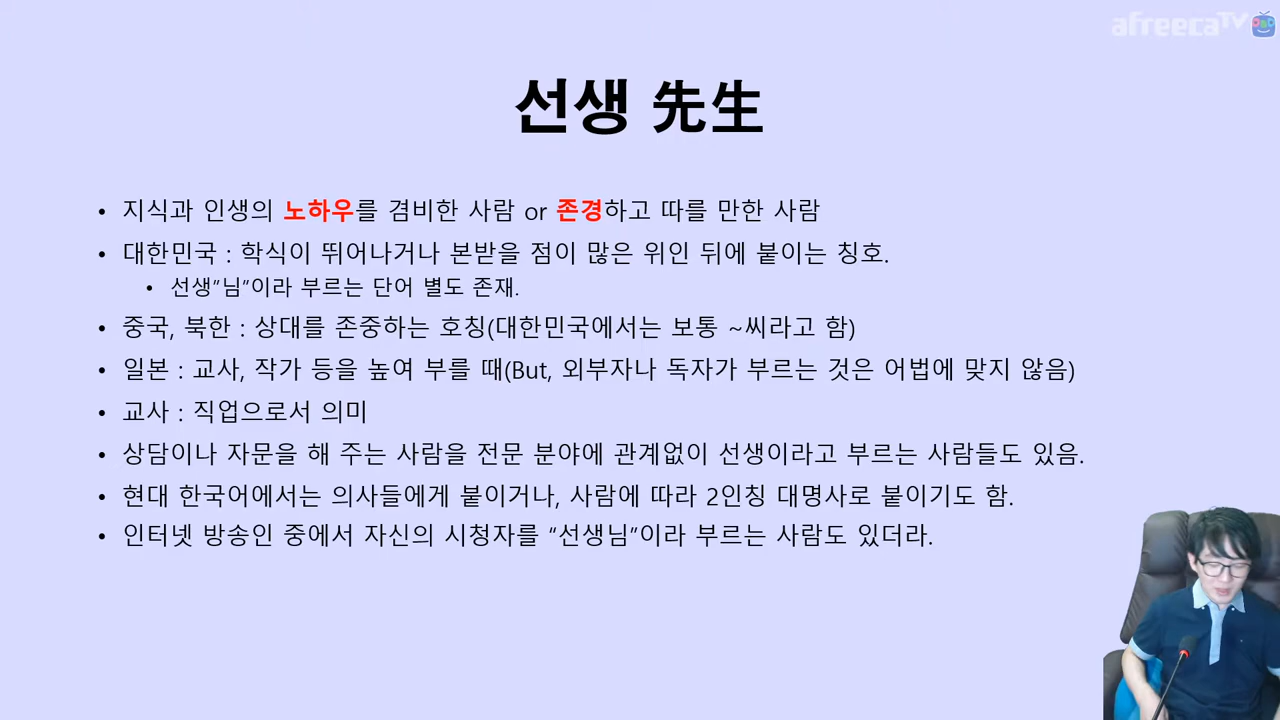 afreecaTV
선생 先生
• 지식과 인생의 노하우를 겸비한 사람 or 존경하고 따를 만한 사람
• 대한민국 : 학식이 뛰어나거나 본받을 점이 많은 위인 뒤에 붙이는 칭호.
• 선생”님“이라 부르는 단어 별도 존재.
• 중국, 북한 : 상대를 존중하는 호칭(대한민국에서는 보통 ~씨라고 함)
• 일본 : 교사, 작가 등을 높여 부를 때(But, 외부자나 독자가 부르는 것은 어법에 맞지 않음)
• 교사 : 직업으로서 의미
• 상담이나 자문을 해 주는 사람을 전문 분야에 관계없이 선생이라고 부르는 사람들도 있음.
• 현대 한국어에서는 의사들에게 붙이거나, 사람에 따라 2인칭 대명사로 붙이기도 함.
• 인터넷 방송인 중에서 자신의 시청자를 “선생님”이라 부르는 사람도 있더라.